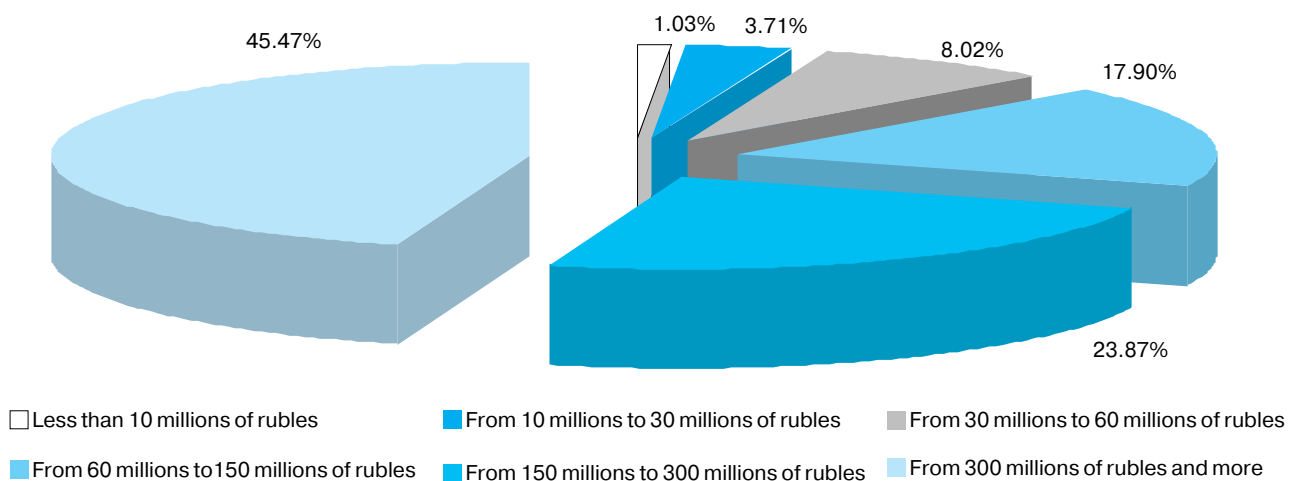 45.47%
1.03%
3.71%
8.02%
17.90%
23.87%
Less than 10 millions of rubles
From 10 millions to 30 millions of rubles
From 30 millions to 60 millions of rubles
From 60 millions to150 millions of rubles
From 150 millions to 300 millions of rubles
From 300 millions of rubles and more